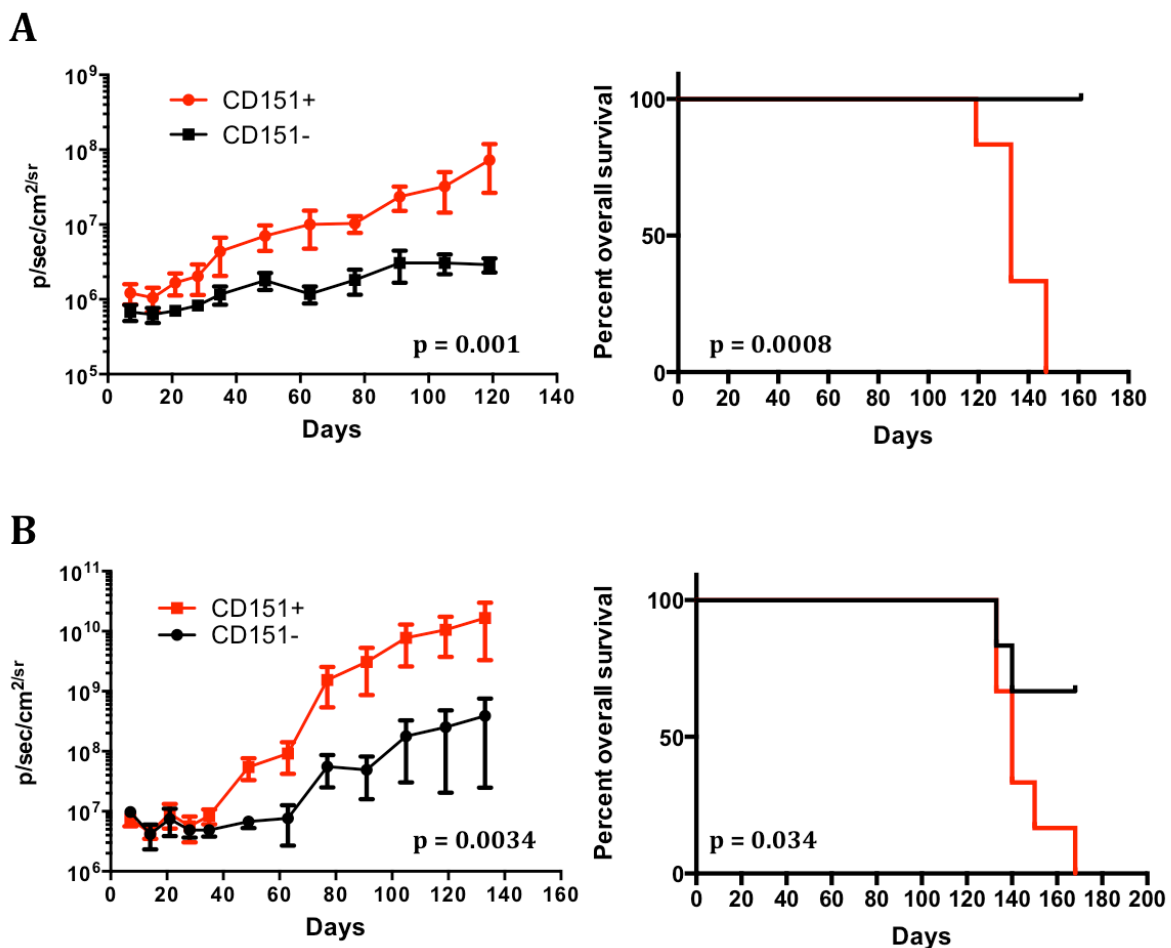 A
p/sec/cm2/sr
10^9
10^8
10^7
10^6
10^5
CD151+
CD151-
p = 0.001
0 20 40 60 80 100 120 140
Days
Percent overall survival
100
50
0
p = 0.0008
0 20 40 60 80 100 120 140 160 180
Days
B
p/sec/cm2/sr
10^11
10^10
10^9
10^8
10^7
10^6
CD151+
CD151-
p = 0.0034
0 20 40 60 80 100 120 140 160
Days
Percent overall survival
100
50
0
p = 0.034
0 20 40 60 80 100 120 140 160 180 200
Days